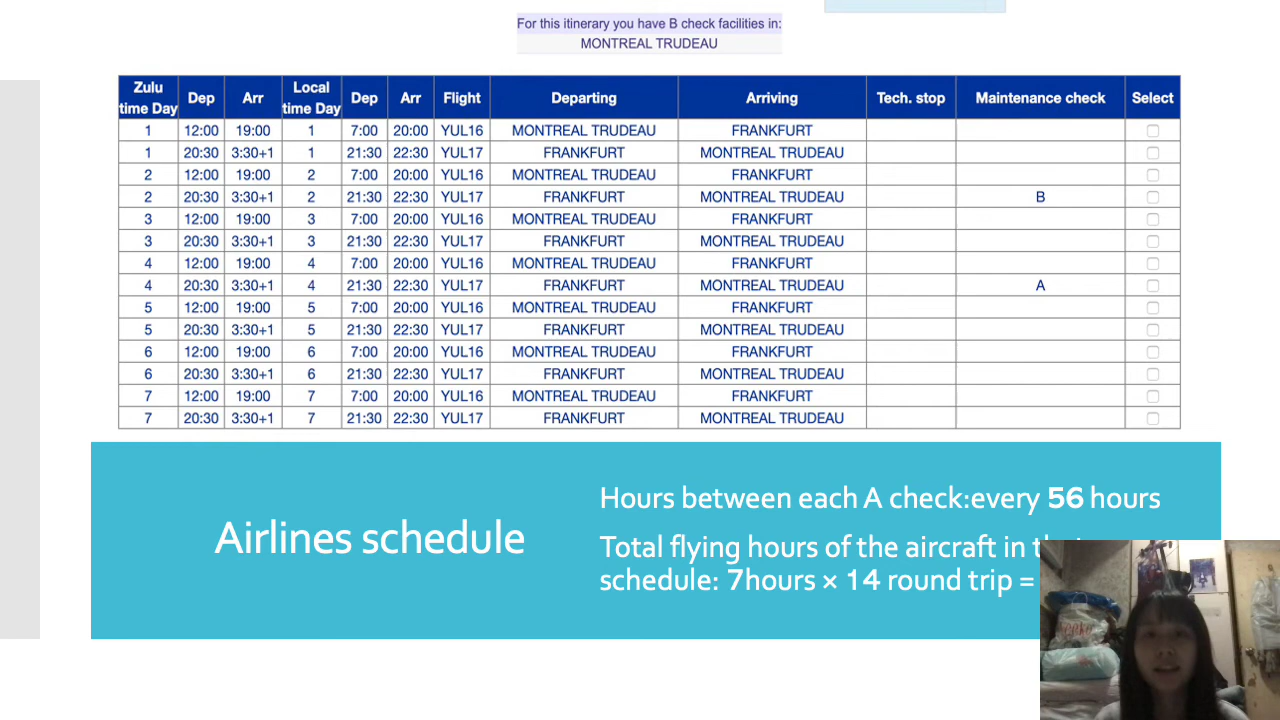 For this itinerary you have B check facilities in:
MONTREAL TRUDEAU
Zulu time Day Dep Arr Local time Day Dep Arr Flight Departing Arriving Tech. stop Maintenance check Select
1 12:00 19:00 1 7:00 20:00 YUL16 MONTREAL TRUDEAU FRANKFURT
1 20:30 3:30+1 1 21:30 22:30 YUL17 FRANKFURT MONTREAL TRUDEAU
2 12:00 19:00 2 7:00 20:00 YUL16 MONTREAL TRUDEAU FRANKFURT
2 20:30 3:30+1 2 21:30 22:30 YUL17 FRANKFURT MONTREAL TRUDEAU B
3 12:00 19:00 3 7:00 20:00 YUL16 MONTREAL TRUDEAU FRANKFURT
3 20:30 3:30+1 3 21:30 22:30 YUL17 FRANKFURT MONTREAL TRUDEAU
4 12:00 19:00 4 7:00 20:00 YUL16 MONTREAL TRUDEAU FRANKFURT
4 20:30 3:30+1 4 21:30 22:30 YUL17 FRANKFURT MONTREAL TRUDEAU A
5 12:00 19:00 5 7:00 20:00 YUL16 MONTREAL TRUDEAU FRANKFURT
5 20:30 3:30+1 5 21:30 22:30 YUL17 FRANKFURT MONTREAL TRUDEAU
6 12:00 19:00 6 7:00 20:00 YUL16 MONTREAL TRUDEAU FRANKFURT
6 20:30 3:30+1 6 21:30 22:30 YUL17 FRANKFURT MONTREAL TRUDEAU
7 12:00 19:00 7 7:00 20:00 YUL16 MONTREAL TRUDEAU FRANKFURT
7 20:30 3:30+1 7 21:30 22:30 YUL17 FRANKFURT MONTREAL TRUDEAU
Airlines schedule
Hours between each A check:every 56 hours
Total flying hours of the aircraft in
schedule: 7hours × 14 round trip =